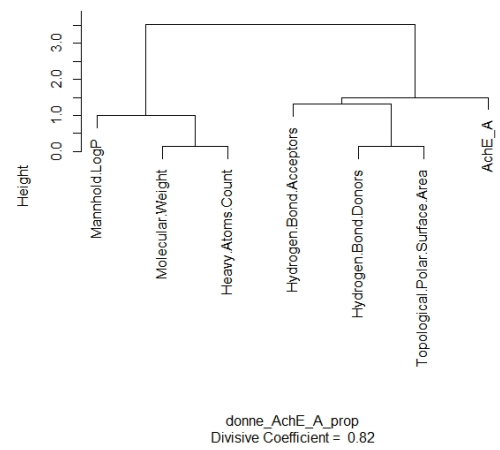 Height
0.0 1.0 2.0 3.0
Mannhold.LogP
Molecular.Weight
Heavy.Atoms.Count
Hydrogen.Bond.Acceptors
Hydrogen.Bond.Donors
Topological.Polar.Surface.Area
AchE_A
donne_AchE_A_prop
Divisive Coefficient = 0.82